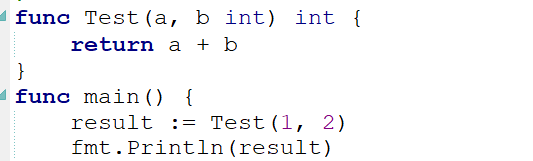 func Test(a, b int) int {
    return a + b
}
func main() {
    result := Test(1, 2)
    fmt.Println(result)